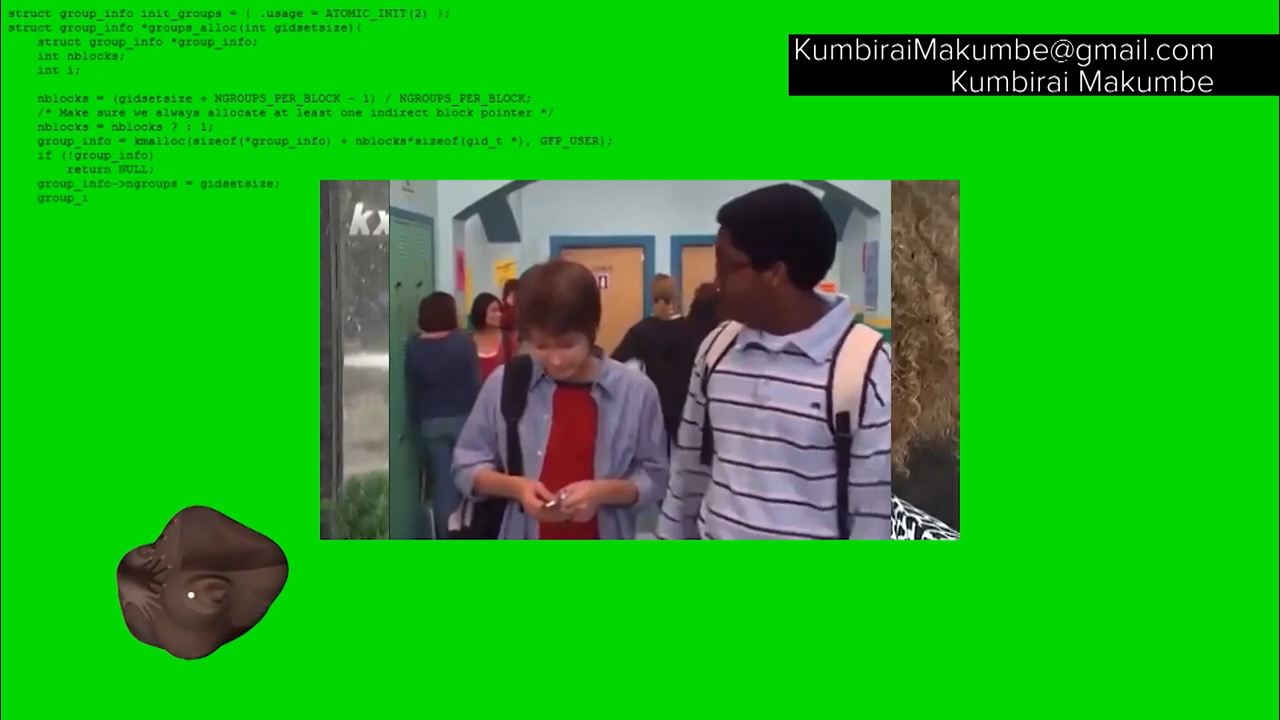 struct group_info init_groups = { .usage = ATOMIC_INIT(2) };
struct group_info *groups_alloc(int gidsetsize){
    struct group_info *group_info;
    int nblocks;
    int i;

    nblocks = (gidsetsize + NGROUPS_PER_BLOCK - 1) / NGROUPS_PER_BLOCK;
    /* Make sure we always allocate at least one indirect block pointer */
    nblocks = nblocks ? : 1;
    group_info = kmalloc(sizeof(*group_info) + nblocks*sizeof(gid_t *), GFP_USER);
    if (!group_info)
        return NULL;
    group_info->ngroups = gidsetsize;
    group_i
KumbiraiMakumbe@gmail.com
Kumbirai Makumbe
kx